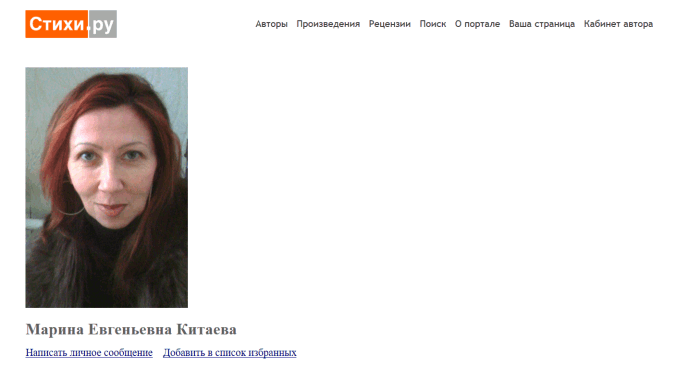 Стихи.ру
Авторы Произведения Рецензии Поиск О портале Ваша страница Кабинет автора
Марина Евгеньевна Китаева
Написать личное сообщение Добавить в список избранных